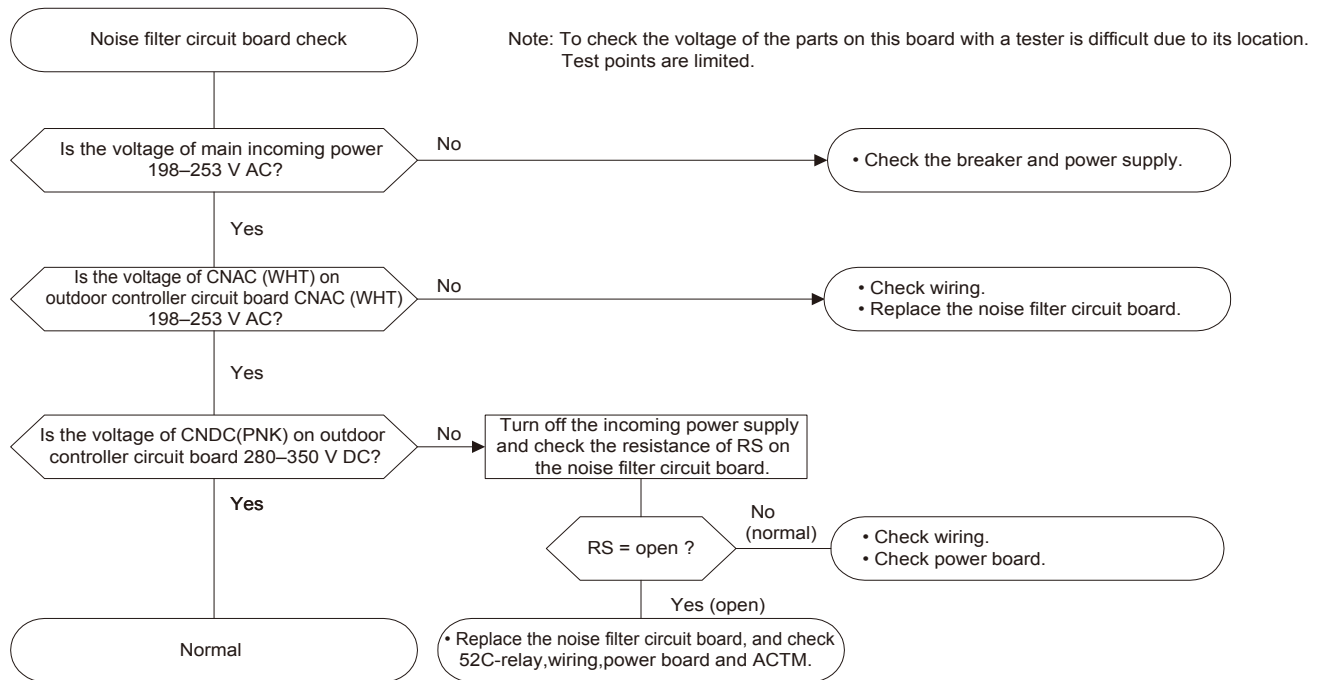 Noise filter circuit board check
Note: To check the voltage of the parts on this board with a tester is difficult due to its location.
Test points are limited.
Is the voltage of main incoming power
198–253 V AC?
No
• Check the breaker and power supply.
Yes
Is the voltage of CNAC (WHT) on
outdoor controller circuit board CNAC (WHT)
198–253 V AC?
No
• Check wiring.
• Replace the noise filter circuit board.
Yes
Is the voltage of CNDC(PNK) on outdoor
controller circuit board 280–350 V DC?
No
Turn off the incoming power supply
and check the resistance of RS on
the noise filter circuit board.
Yes
RS = open ?
No
(normal)
• Check wiring.
• Check power board.
Yes (open)
Normal
• Replace the noise filter circuit board, and check
52C-relay,wiring,power board and ACTM.